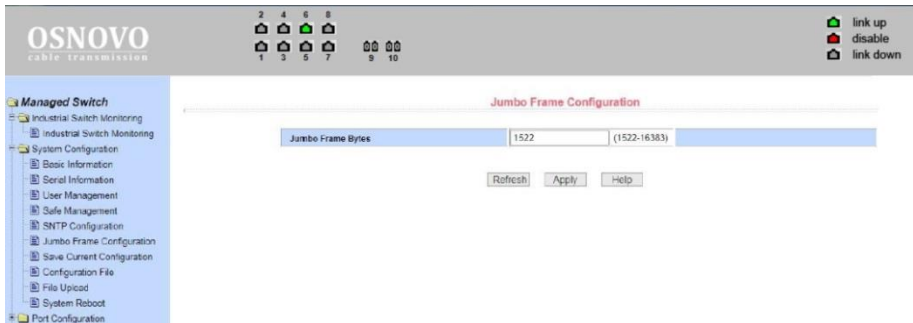 OSNOVO
cable transmission
2 4 6 8
1 3 5 7 9 10
link up
disable
link down
Managed Switch
Industrial Switch Monitoring
Industrial Switch Monitoring
System Configuration
Basic Information
Serial Information
User Management
Safe Management
SNTP Configuration
Jumbo Frame Configuration
Save Current Configuration
Configuration File
File Upload
System Reboot
Port Configuration
Jumbo Frame Configuration
Jumbo Frame Bytes 1522 (1522-16383)
Refresh Apply Help